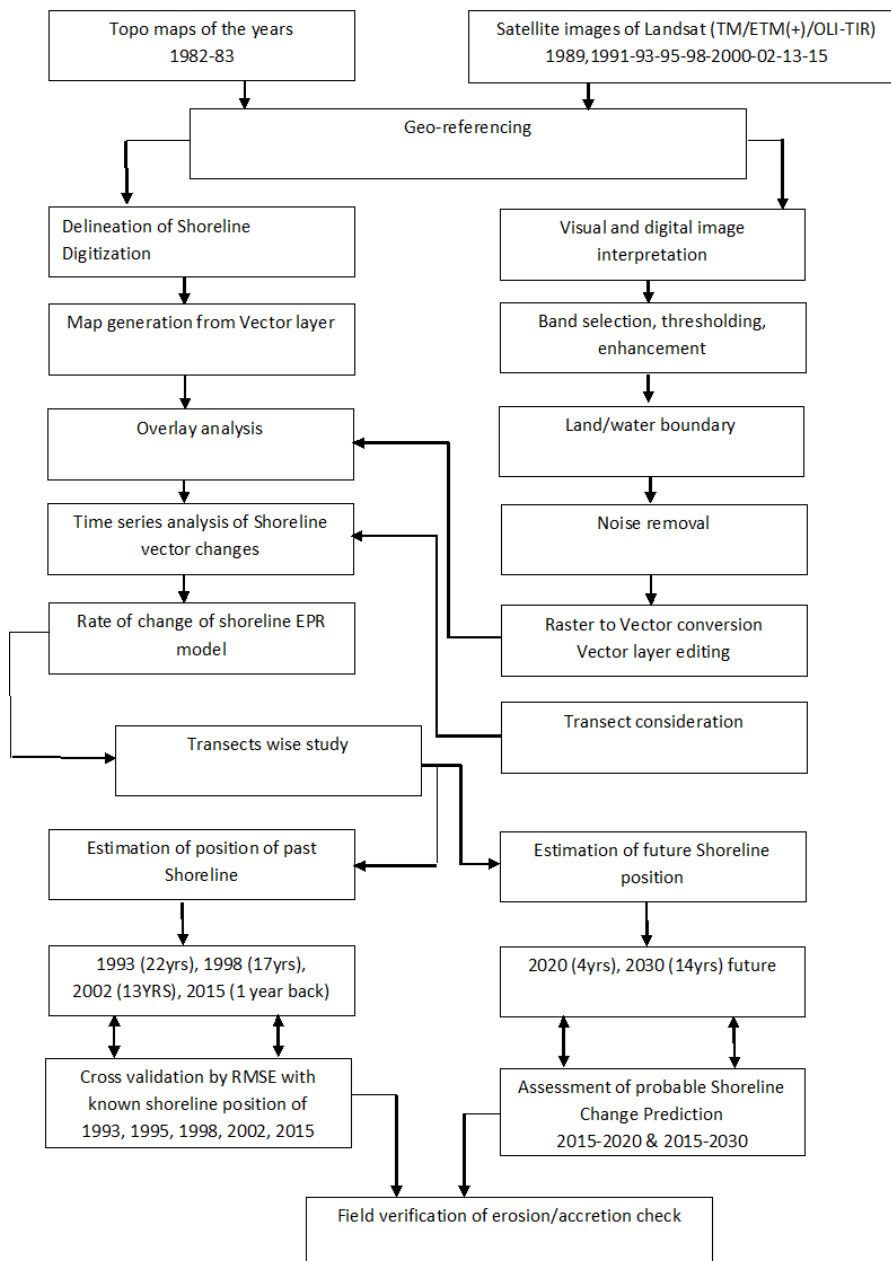 Topo maps of the years
1982-83
Satellite images of Landsat (TM/ETM(+)/OLI-TIR)
1989,1991-93-95-98-2000-02-13-15
Geo-referencing
Delineation of Shoreline
Digitization
Visual and digital image
interpretation
Map generation from Vector layer
Band selection, thresholding,
enhancement
Overlay analysis
Land/water boundary
Time series analysis of Shoreline
vector changes
Noise removal
Rate of change of shoreline EPR
model
Raster to Vector conversion
Vector layer editing
Transects wise study
Transect consideration
Estimation of position of past
Shoreline
Estimation of future Shoreline
position
1993 (22yrs), 1998 (17yrs),
2002 (13YRS), 2015 (1 year back)
2020 (4yrs), 2030 (14yrs) future
Cross validation by RMSE with
known shoreline position of
1993, 1995, 1998, 2002, 2015
Assessment of probable Shoreline
Change Prediction
2015-2020 & 2015-2030
Field verification of erosion/accretion check